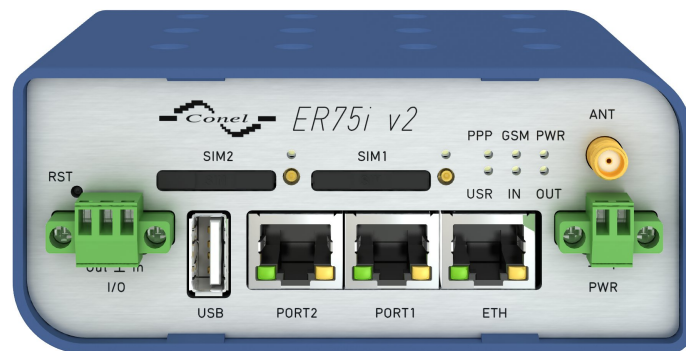 Conel
ER75i v2
ANT
PPP GSM PWR
SIM2
SIM1
RST
USR IN OUT
I/O
USB
PORT2
PORT1
ETH
PWR